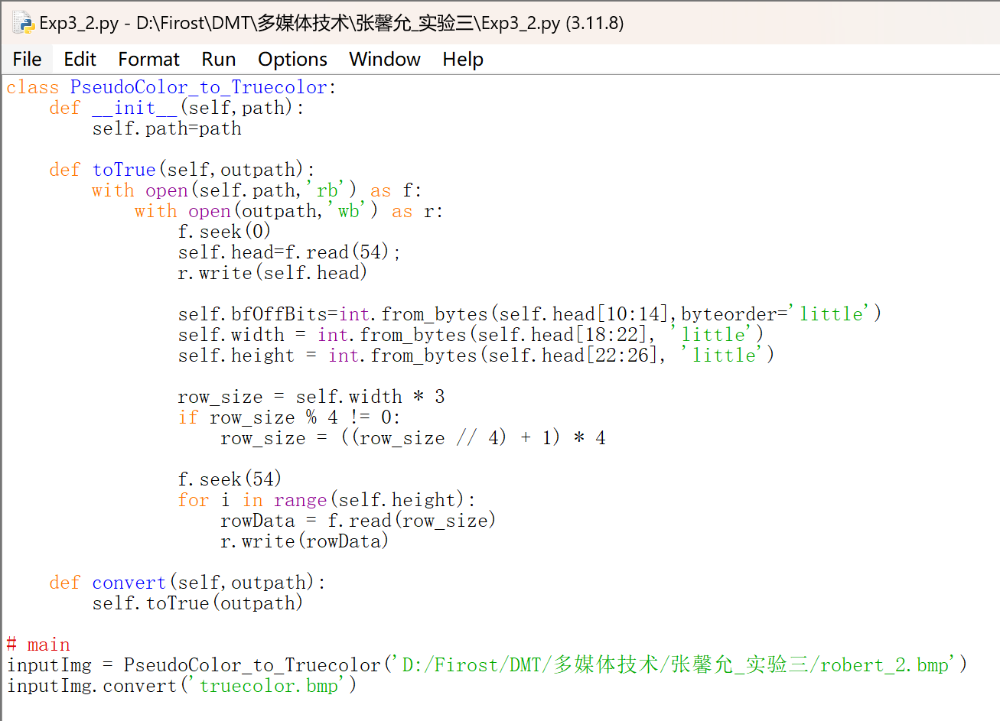 Exp3_2.py - D:\Firost\DMT\多媒体技术\张馨允_实验三\Exp3_2.py (3.11.8)
File Edit Format Run Options Window Help
class PseudoColor_to_Truecolor:
    def __init__(self,path):
        self.path=path

    def toTrue(self,outpath):
        with open(self.path,'rb') as f:
            with open(outpath,'wb') as r:
                f.seek(0)
                self.head=f.read(54);
                r.write(self.head)

                self.bfOffBits=int.from_bytes(self.head[10:14],byteorder='little')
                self.width = int.from_bytes(self.head[18:22], 'little')
                self.height = int.from_bytes(self.head[22:26], 'little')

                row_size = self.width * 3
                if row_size % 4 != 0:
                    row_size = ((row_size // 4) + 1) * 4

                f.seek(54)
                for i in range(self.height):
                    rowData = f.read(row_size)
                    r.write(rowData)

    def convert(self,outpath):
        self.toTrue(outpath)

# main
inputImg = PseudoColor_to_Truecolor('D:/Firost/DMT/多媒体技术/张馨允_实验三/robert_2.bmp')
inputImg.convert('truecolor.bmp')